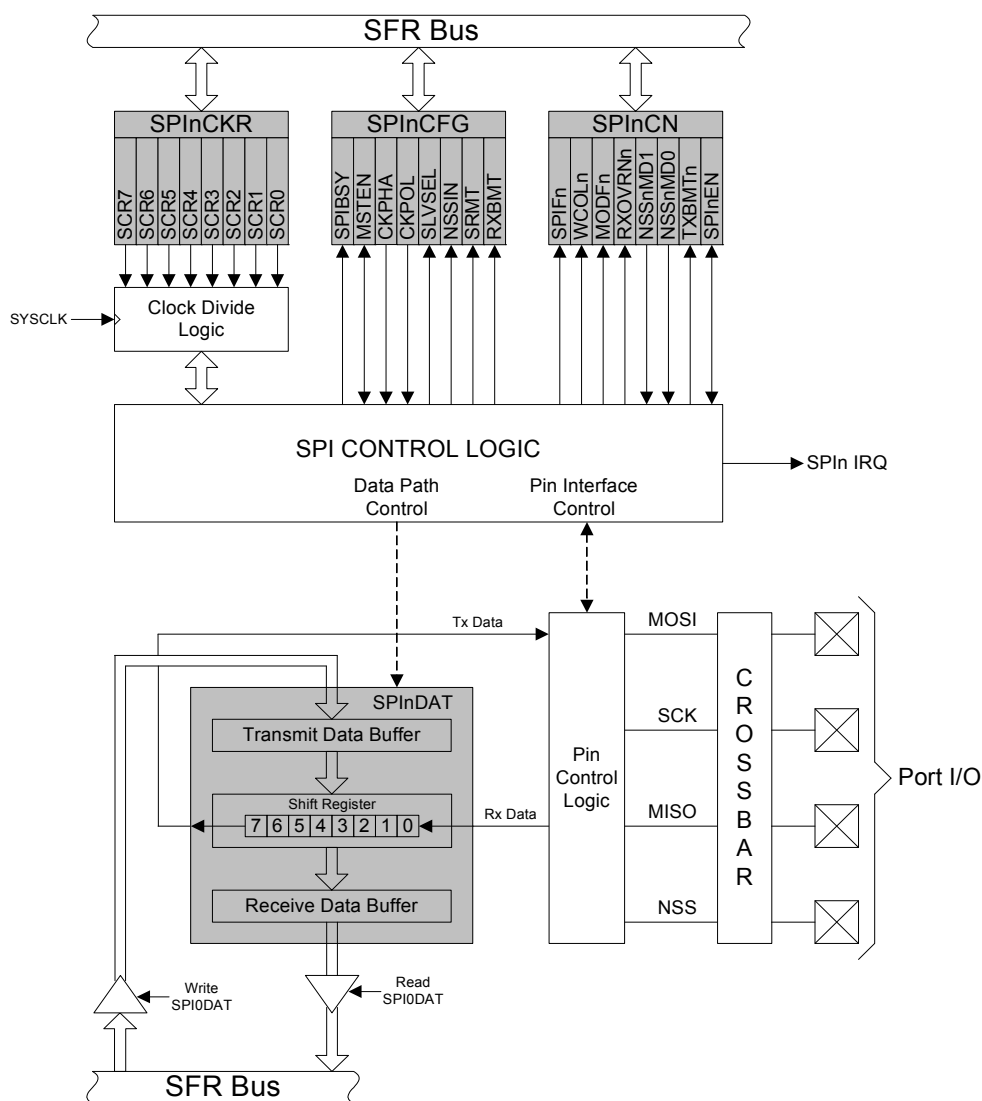 SFR Bus
SPInCKR
SCR7
SCR6
SCR5
SCR4
SCR3
SCR2
SCR1
SCR0
SPInCFG
SPIBSY
MSTEN
CKPHA
CKPOL
SLVSEL
NSSIN
SRMT
RXBMT
SPInCN
SPIFn
WCOLn
MODFn
RXOVRNn
NSSnMD1
NSSnMD0
TXBMTn
SPInEN
SYSCLK
Clock Divide
Logic
SPI CONTROL LOGIC
Data Path
Control
Pin Interface
Control
SPIn IRQ
Tx Data
SPInDAT
Transmit Data Buffer
Shift Register
7 6 5 4 3 2 1 0
Rx Data
Receive Data Buffer
Pin
Control
Logic
MOSI
SCK
MISO
NSS
CROSSBAR
Port I/O
Write
SPI0DAT
Read
SPI0DAT
SFR Bus